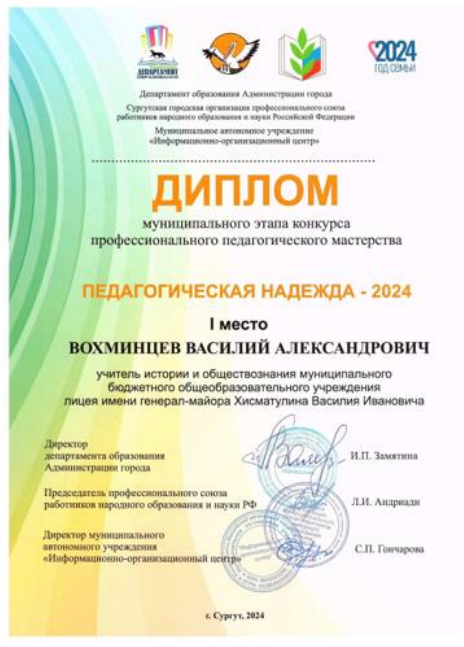 ДЕПАРТАМЕНТ
2024
ГОД СЕМЬИ
Департамент образования Администрации города
Сургутская городская организация профессионального союза
работников народного образования и науки Российской Федерации
Муниципальное автономное учреждение
«Информационно-организационный центр»
ДИПЛОМ
муниципального этапа конкурса
профессионального педагогического мастерства
ПЕДАГОГИЧЕСКАЯ НАДЕЖДА - 2024
I место
ВОХМИНЦЕВ ВАСИЛИЙ АЛЕКСАНДРОВИЧ
учитель истории и обществознания муниципального
бюджетного общеобразовательного учреждения
лицея имени генерал-майора Хисматулина Василия Ивановича
Директор
департамента образования
Администрации города
И.П. Замятина
Председатель профессионального союза
работников народного образования и науки РФ
Л.И. Андриади
Директор муниципального
автономного учреждения
«Информационно-организационный центр»
С.П. Гончарова
г. Сургут, 2024